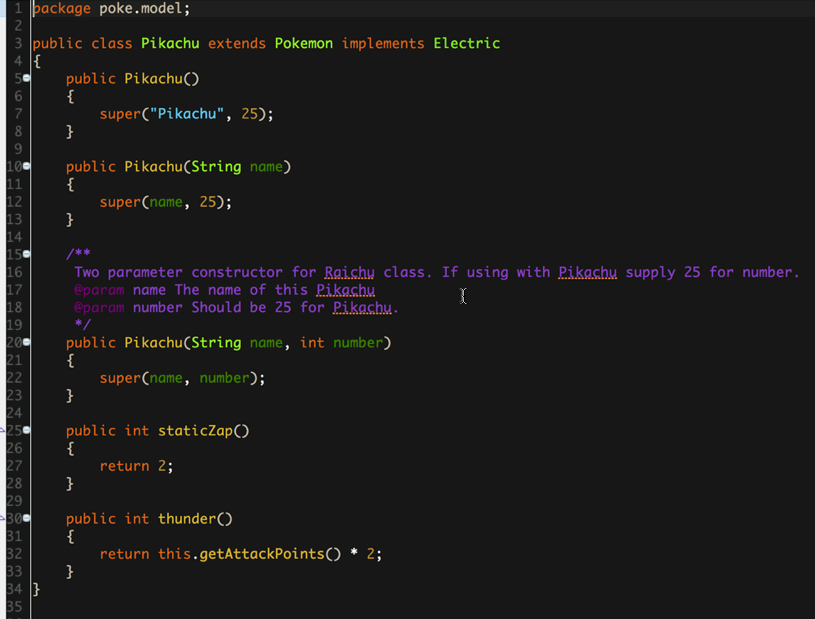 1 package poke.model;
2
3 public class Pikachu extends Pokemon implements Electric
4 {
5     public Pikachu()
6     {
7         super("Pikachu", 25);
8     }
9
10     public Pikachu(String name)
11     {
12         super(name, 25);
13     }
14
15     /**
16      Two parameter constructor for Raichu class. If using with Pikachu supply 25 for number.
17      @param name The name of this Pikachu
18      @param number Should be 25 for Pikachu.
19      */
20     public Pikachu(String name, int number)
21     {
22         super(name, number);
23     }
24
25     public int staticZap()
26     {
27         return 2;
28     }
29
30     public int thunder()
31     {
32         return this.getAttackPoints() * 2;
33     }
34 }
35